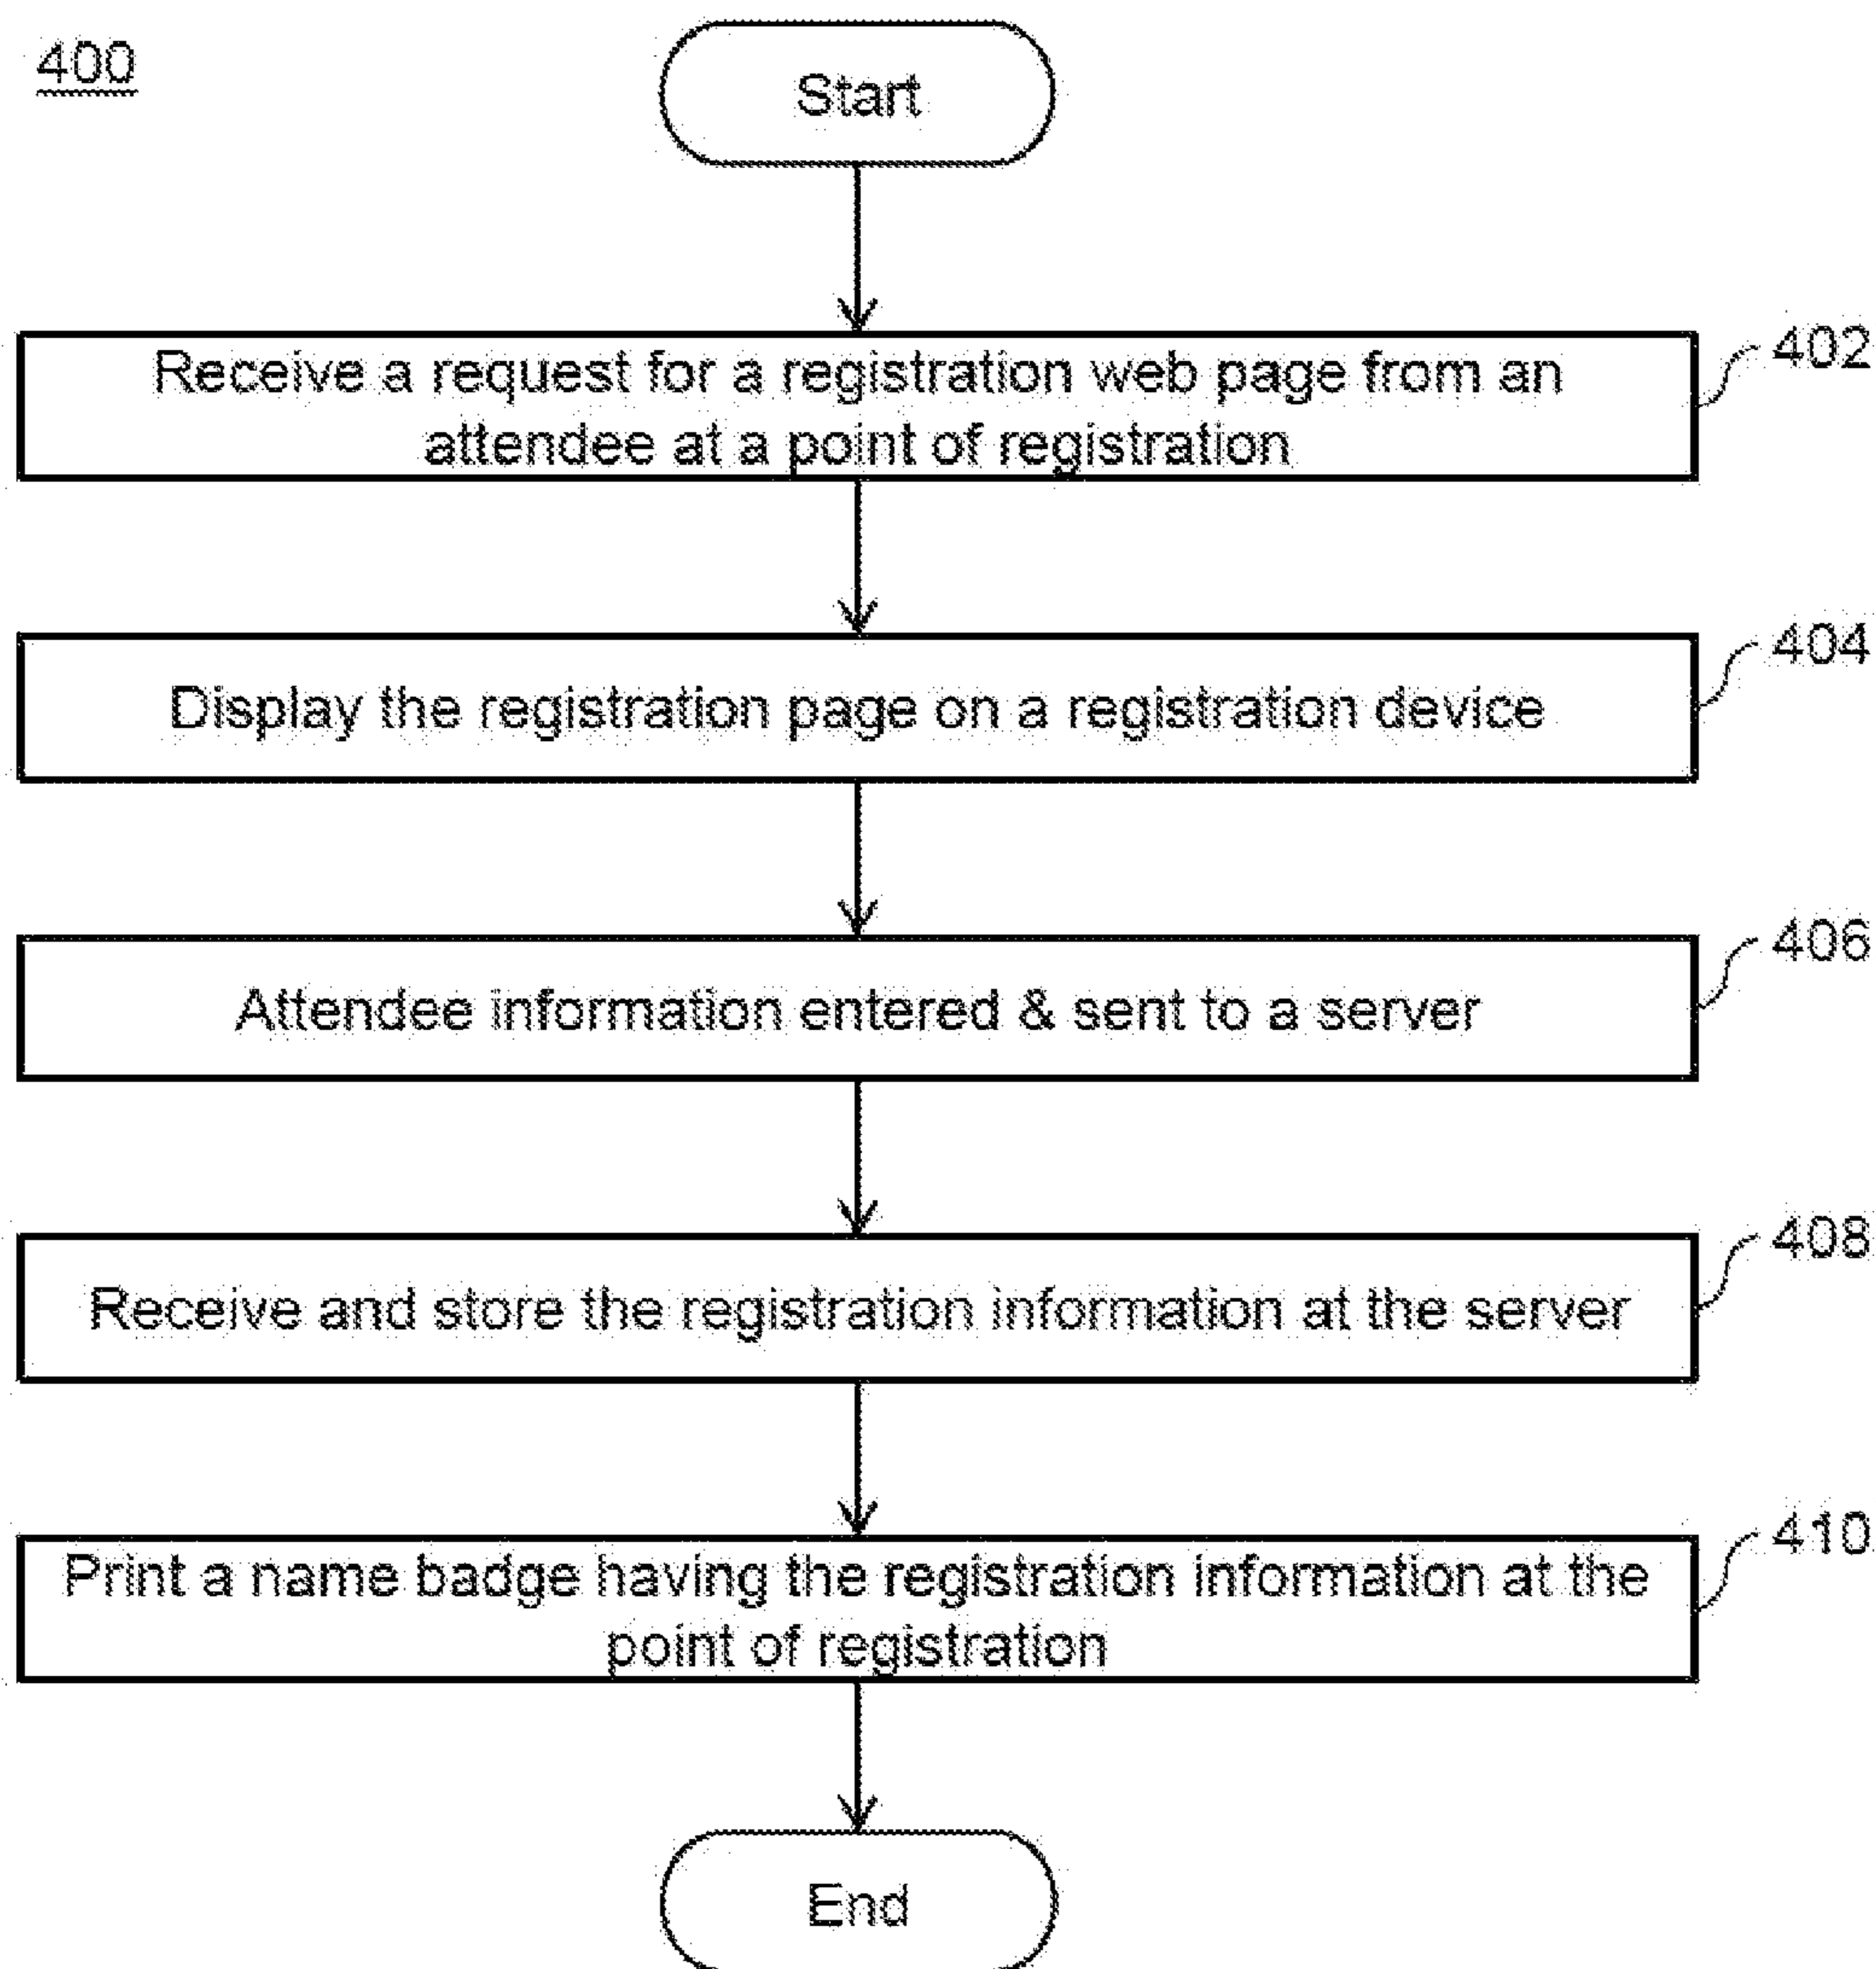 400
Start
Receive a request for a registration web page from an
attendee at a point of registration
402
Display the registration page on a registration device
404
Attendee information entered & sent to a server
406
Receive and store the registration information at the server
408
Print a name badge having the registration information at the
point of registration
410
End